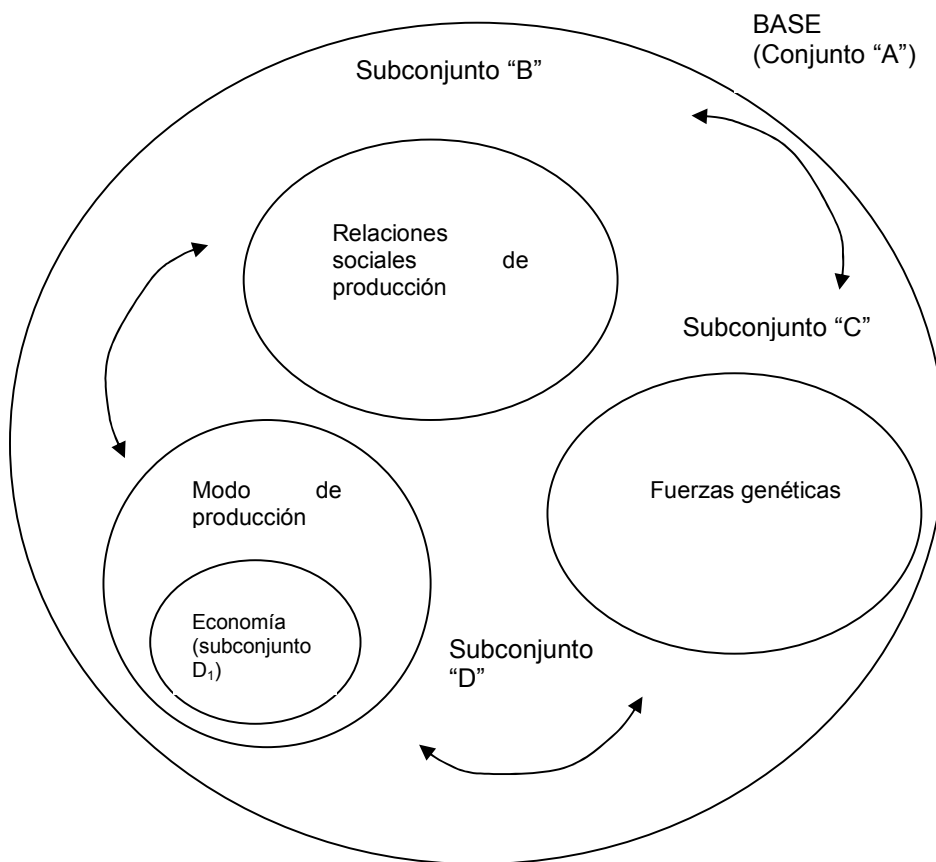 BASE
(Conjunto “A”)
Subconjunto “B”
Relaciones
sociales de
producción
Subconjunto “C”
Modo de
producción
Fuerzas genéticas
Economía
(subconjunto
D₁)
Subconjunto
“D”